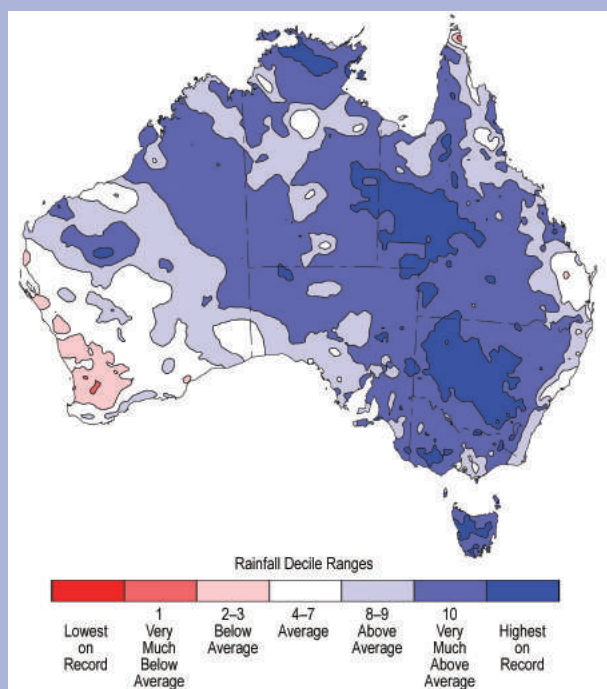 Rainfall Decile Ranges
Lowest
on
Record
1
Very
Much
Below
Average
2–3
Below
Average
4–7
Average
8–9
Above
Average
10
Very
Much
Above
Average
Highest
on
Record